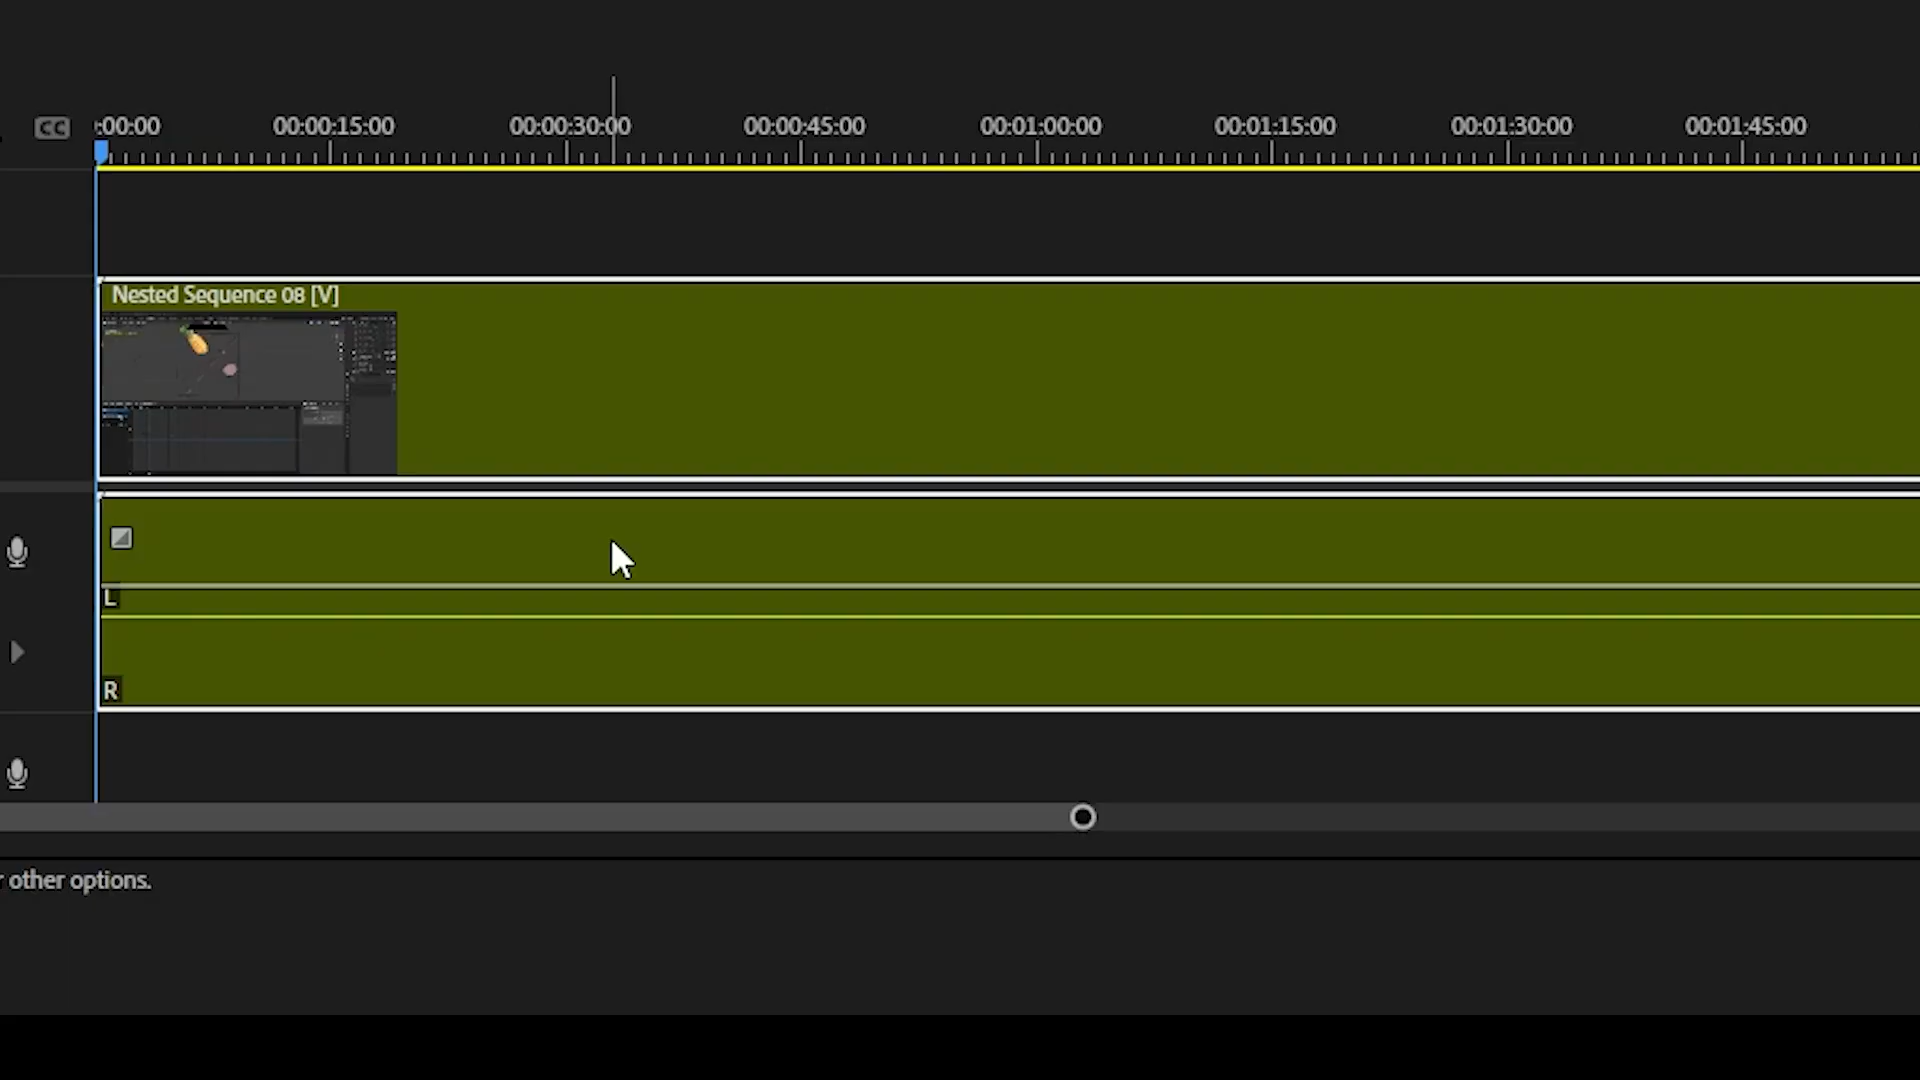 CC :00:00 00:00:15:00 00:00:30:00 00:00:45:00 00:01:00:00 00:01:15:00 00:01:30:00 00:01:45:00
Nested Sequence 08 [V]
L
R
other options.